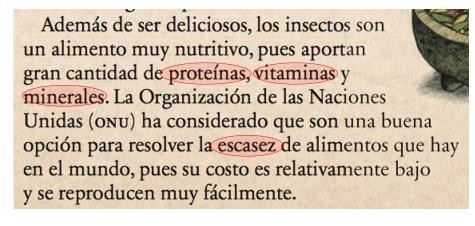 Además de ser deliciosos, los insectos son
un alimento muy nutritivo, pues aportan
gran cantidad de proteínas, vitaminas y
minerales. La Organización de las Naciones
Unidas (ONU) ha considerado que son una buena
opción para resolver la escasez de alimentos que hay
en el mundo, pues su costo es relativamente bajo
y se reproducen muy fácilmente.